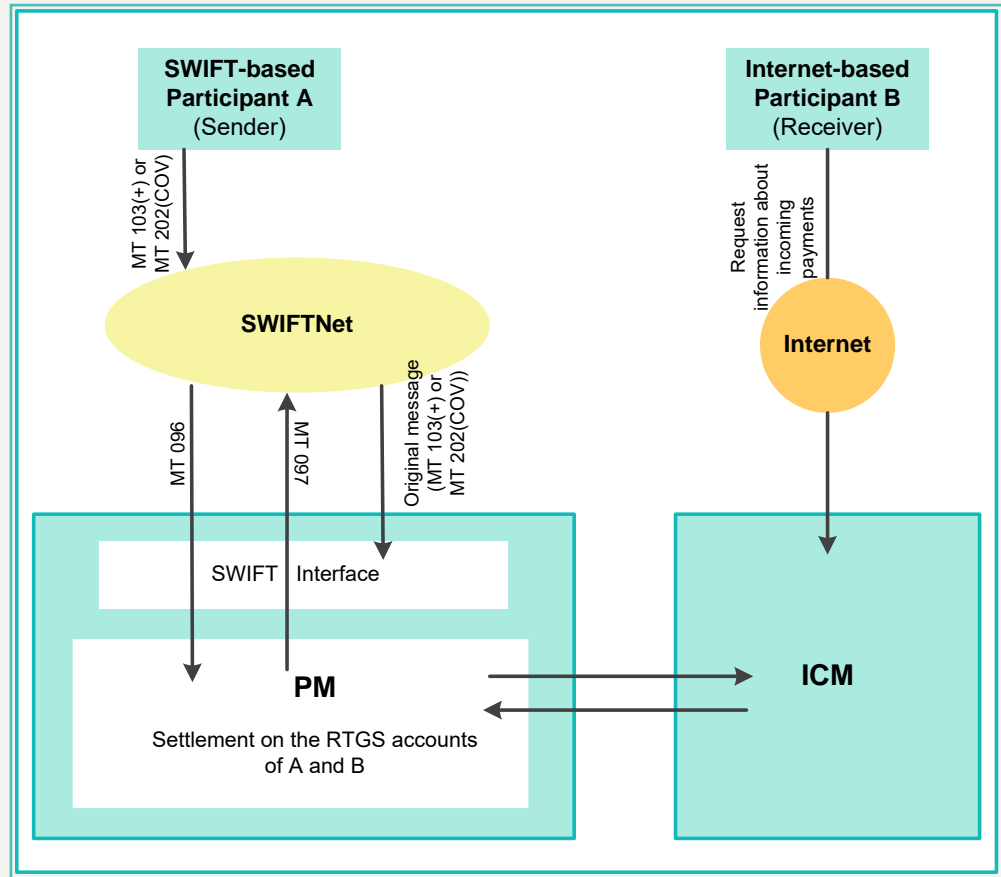 SWIFT-based
Participant A
(Sender)
Internet-based
Participant B
(Receiver)
MT 103(+) or
MT 202(COV)
Request
information about
incoming
payments
SWIFTNet
Internet
MT 096
MT 097
Original message
(MT 103(+) or
MT 202(COV))
SWIFT Interface
PM
Settlement on the RTGS accounts
of A and B
ICM